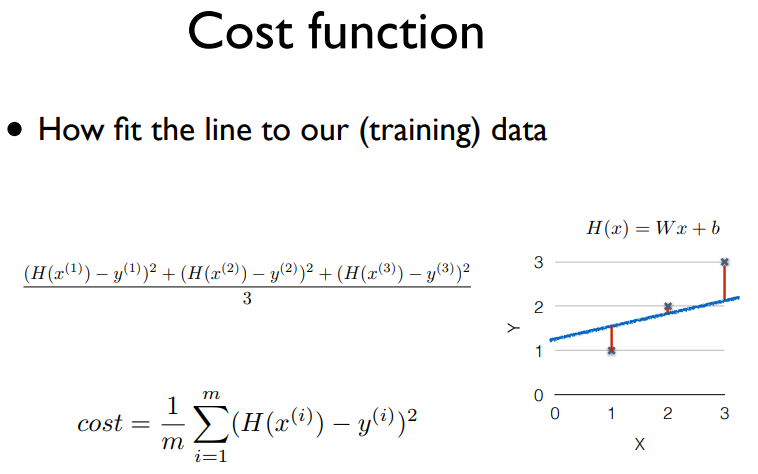 Cost function
• How fit the line to our (training) data
H(x) = Wx + b
(H(x⁽¹⁾) − y⁽¹⁾)² + (H(x⁽²⁾) − y⁽²⁾)² + (H(x⁽³⁾) − y⁽³⁾)²
3
cost = \frac{1}{m} \sum_{i=1}^{m} (H(x^{(i)}) − y^{(i)})²
3
2
1
0
Y
0 1 2 3
X